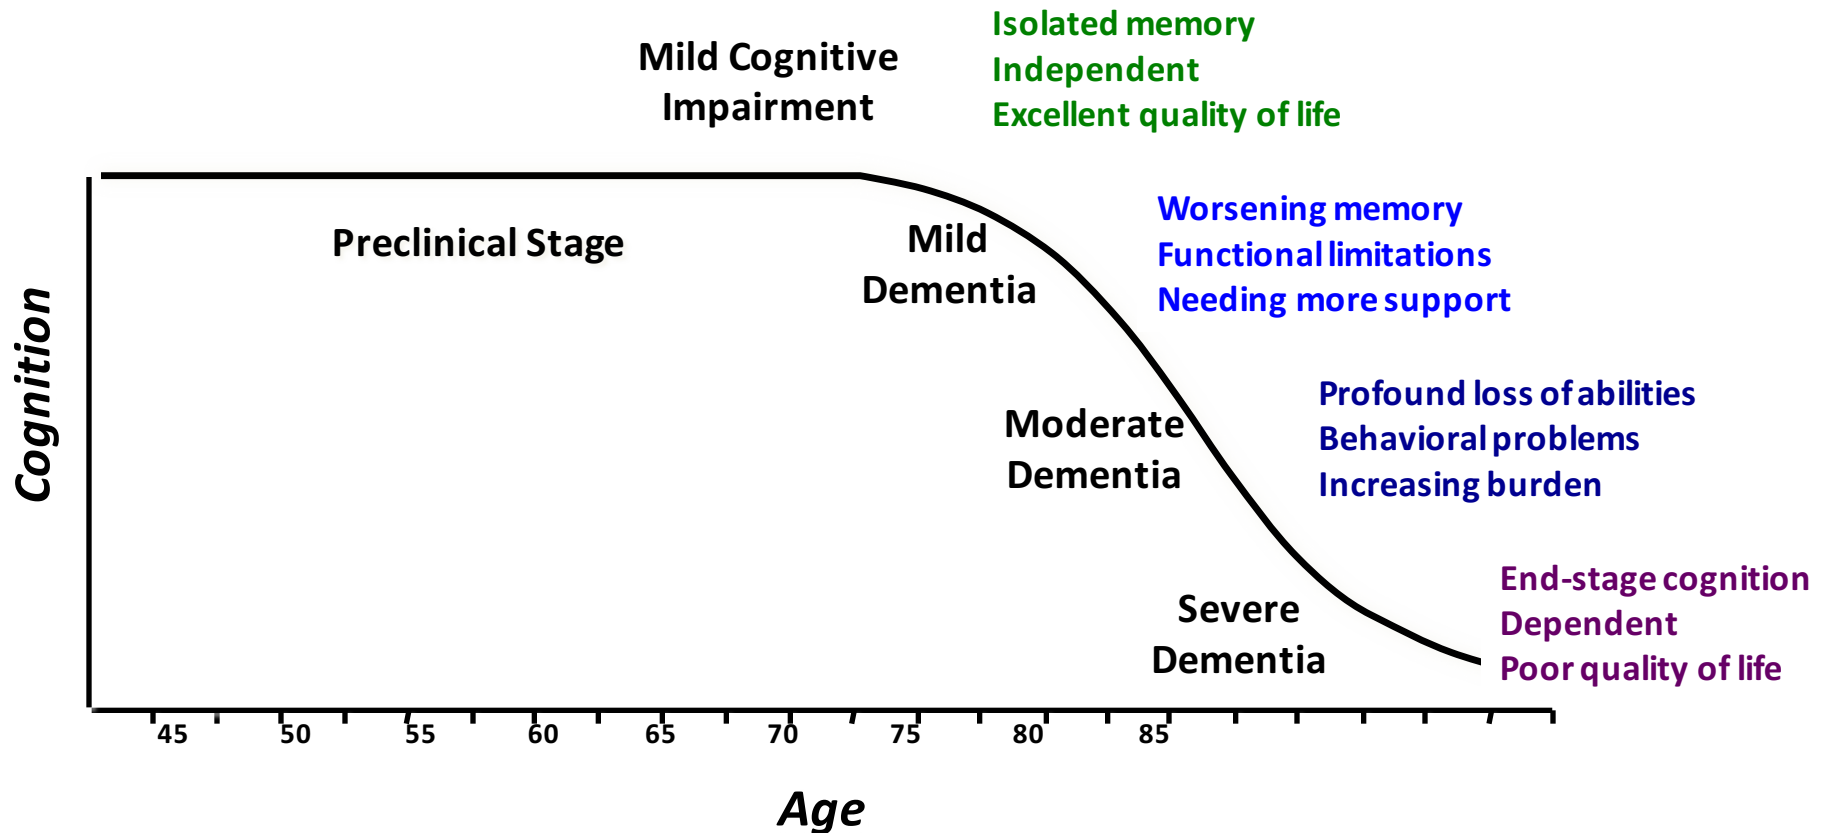 Mild Cognitive
Impairment
Isolated memory
Independent
Excellent quality of life
Preclinical Stage
Mild
Dementia
Worsening memory
Functional limitations
Needing more support
Cognition
Moderate
Dementia
Profound loss of abilities
Behavioral problems
Increasing burden
Severe
Dementia
End-stage cognition
Dependent
Poor quality of life
45 50 55 60 65 70 75 80 85
Age